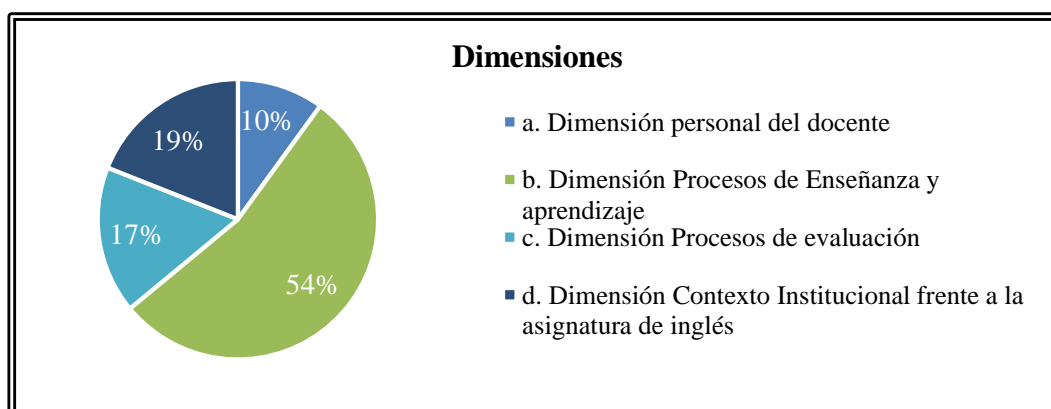 Dimensiones
10%
19%
17%
54%
a. Dimensión personal del docente
b. Dimensión Procesos de Enseñanza y
aprendizaje
c. Dimensión Procesos de evaluación
d. Dimensión Contexto Institucional frente a la
asignatura de inglés